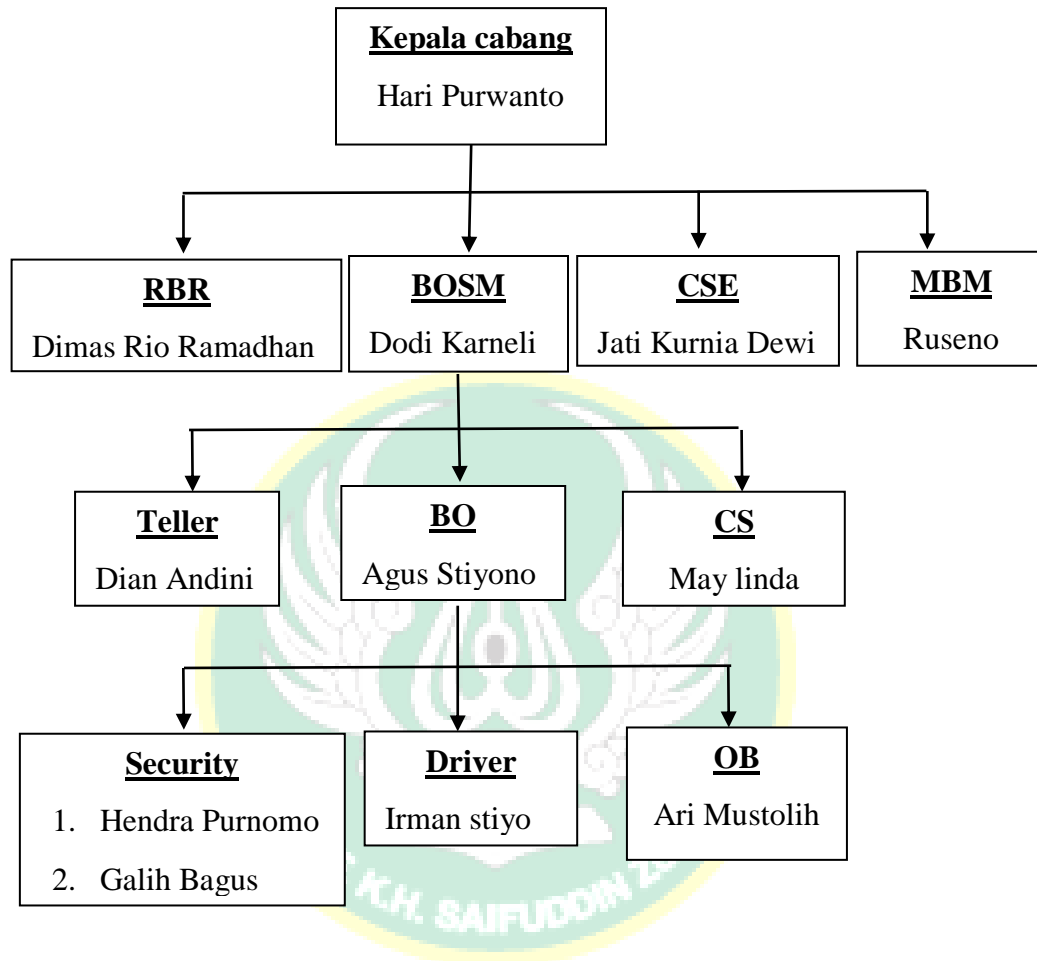 Kepala cabang
Hari Purwanto
RBR
Dimas Rio Ramadhan
BOSM
Dodi Karneli
CSE
Jati Kurnia Dewi
MBM
Ruseno
Teller
Dian Andini
BO
Agus Stiyono
CS
May linda
Security
1. Hendra Purnomo
2. Galih Bagus
Driver
Irman stiyo
OB
Ari Mustolih
K.H. SAIFUDDIN